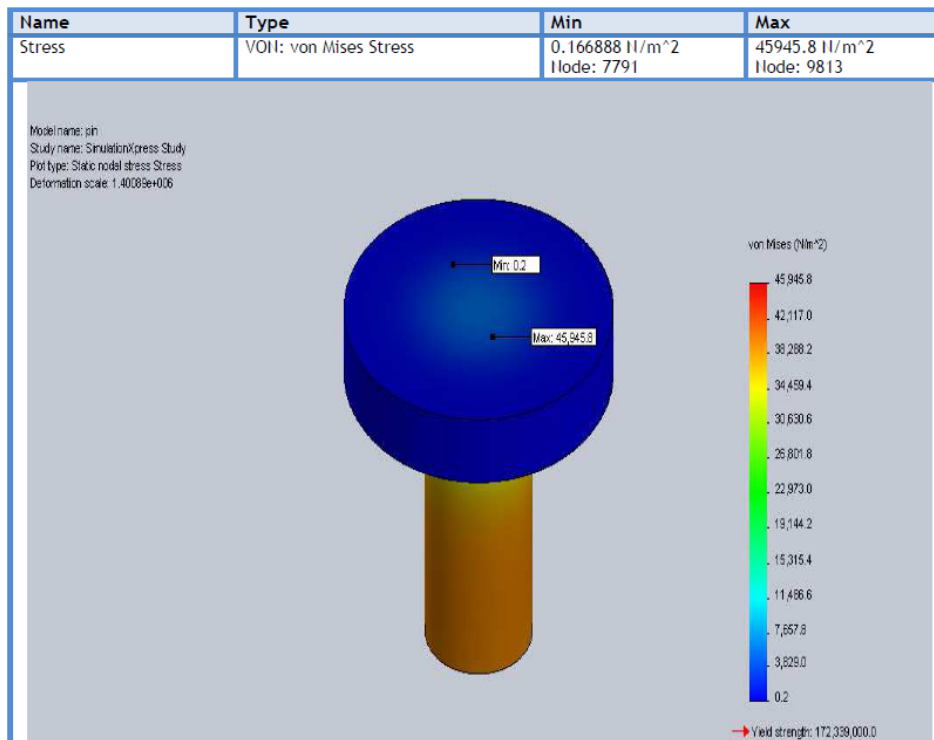 Name Type Min Max
Stress VON: von Mises Stress 0.166888 N/m^2 45945.8 N/m^2
Node: 7791 Node: 9813
Model name: pin
Study name: SimulationXpress Study
Plot type: Static nodal stress Stress
Deformation scale: 1.40089e+006
von Mises (N/m^2)
Min: 0.2
Max: 45,945.8
45,945.8
42,117.0
38,288.2
34,459.4
30,630.6
26,801.8
22,973.0
19,144.2
15,315.4
11,486.6
7,657.8
3,829.0
0.2
Yield strength: 172,339,000.0